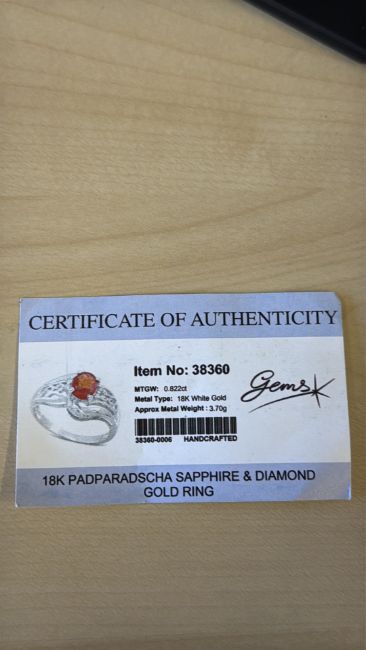 CERTIFICATE OF AUTHENTICITY
Item No: 38360
MTGW: 0.822ct
Metal Type: 18K White Gold
Approx Metal Weight : 3.70g
GemsK
38360-0006 HANDCRAFTED
18K PADPARADSCHA SAPPHIRE & DIAMOND
GOLD RING